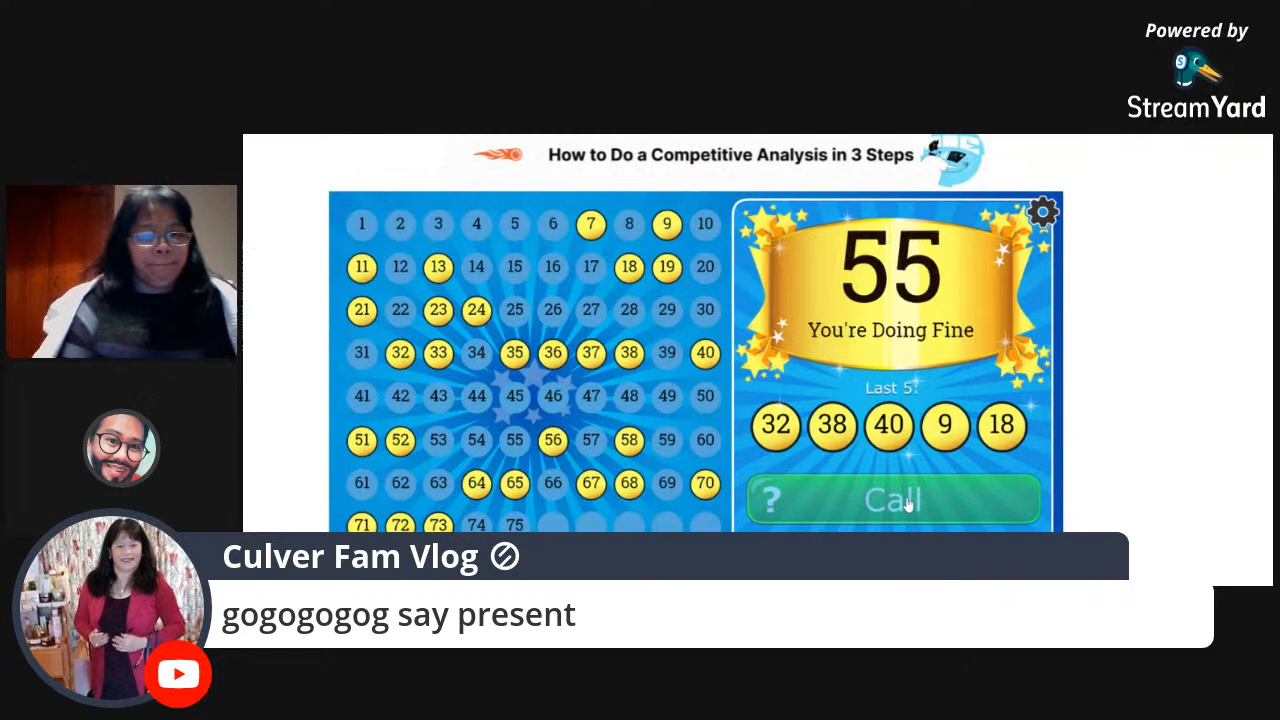 Powered by
StreamYard
How to Do a Competitive Analysis in 3 Steps
1 2 3 4 5 6 7 8 9 10
11 12 13 14 15 16 17 18 19 20
21 22 23 24 25 26 27 28 29 30
31 32 33 34 35 36 37 38 39 40
41 42 43 44 45 46 47 48 49 50
51 52 53 54 55 56 57 58 59 60
61 62 63 64 65 66 67 68 69 70
71 72 73 74 75
55
You're Doing Fine
Last 5:
32 38 40 9 18
? Call
Culver Fam Vlog
gogogogog say present